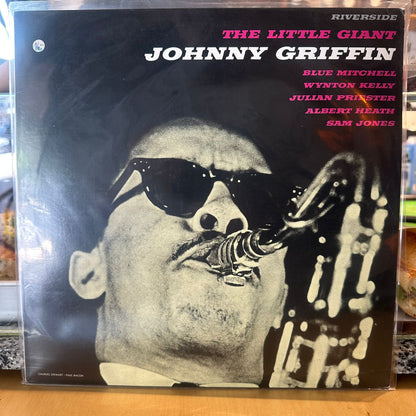 RIVERSIDE
THE LITTLE GIANT
JOHNNY GRIFFIN
BLUE MITCHELL
WYNTON KELLY
JULIAN PRIESTER
ALBERT HEATH
SAM JONES